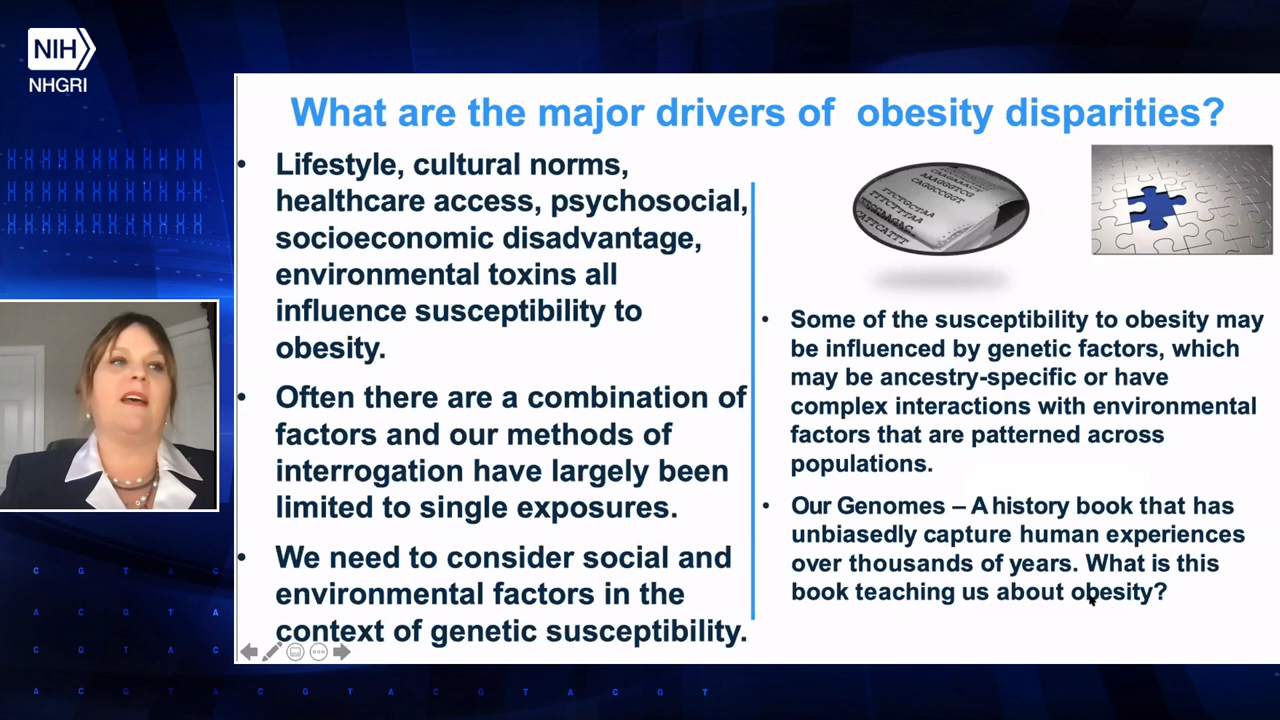 NIH
NHGRI
What are the major drivers of obesity disparities?
• Lifestyle, cultural norms,
healthcare access, psychosocial,
socioeconomic disadvantage,
environmental toxins all
influence susceptibility to
obesity.
• Often there are a combination of
factors and our methods of
interrogation have largely been
limited to single exposures.
• We need to consider social and
environmental factors in the
context of genetic susceptibility.
AAAGGGTCG
CAGGCCGGT
TTCTGCTAA
TTTCTTTAA
CATTCATTT
• Some of the susceptibility to obesity may
be influenced by genetic factors, which
may be ancestry-specific or have
complex interactions with environmental
factors that are patterned across
populations.
• Our Genomes – A history book that has
unbiasedly capture human experiences
over thousands of years. What is this
book teaching us about obesity?
C G T A C
A C G T A
C G T A C
A C G T A C G T A C G T A C G T